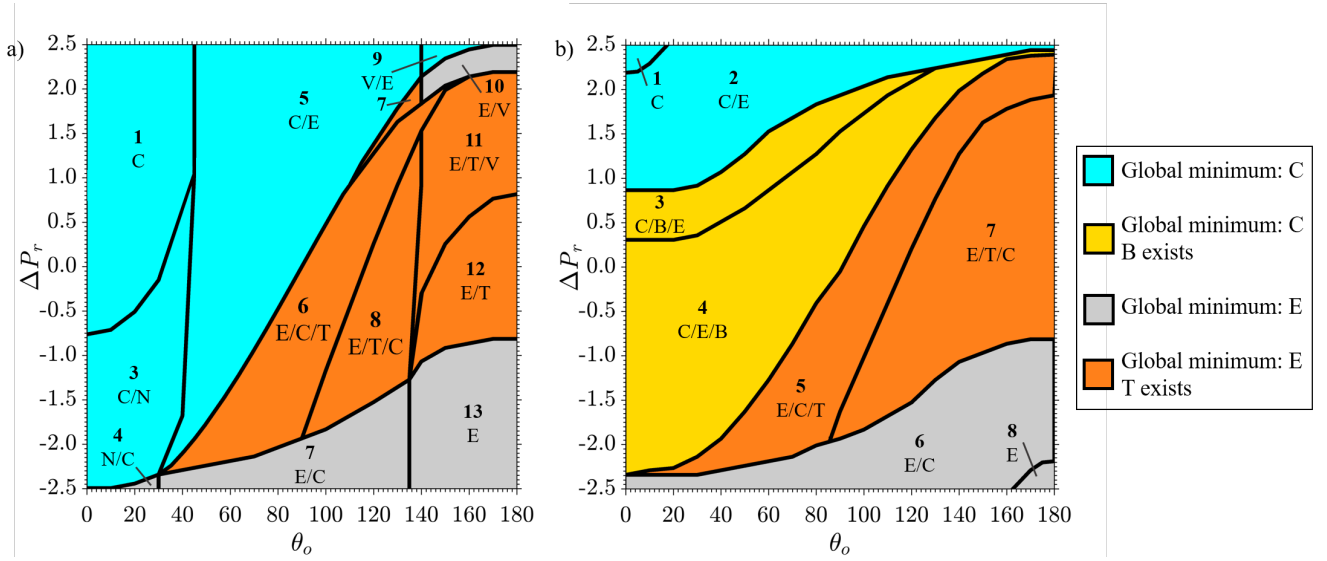 a)
2.5
2.0
1.5
1.0
0.5
0.0
-0.5
-1.0
-1.5
-2.0
-2.5
ΔP_r
0 20 40 60 80 100 120 140 160 180
θ_o
1
C
3
C/N
4
N/C
5
C/E
6
E/C/T
7
E/C
8
E/T/C
9
V/E
7
10
E/V
11
E/T/V
12
E/T
13
E
b)
2.5
2.0
1.5
1.0
0.5
0.0
-0.5
-1.0
-1.5
-2.0
-2.5
ΔP_r
0 20 40 60 80 100 120 140 160 180
θ_o
1
C
2
C/E
3
C/B/E
4
C/E/B
5
E/C/T
6
E/C
7
E/T/C
8
E
Global minimum: C
Global minimum: C
B exists
Global minimum: E
Global minimum: E
T exists